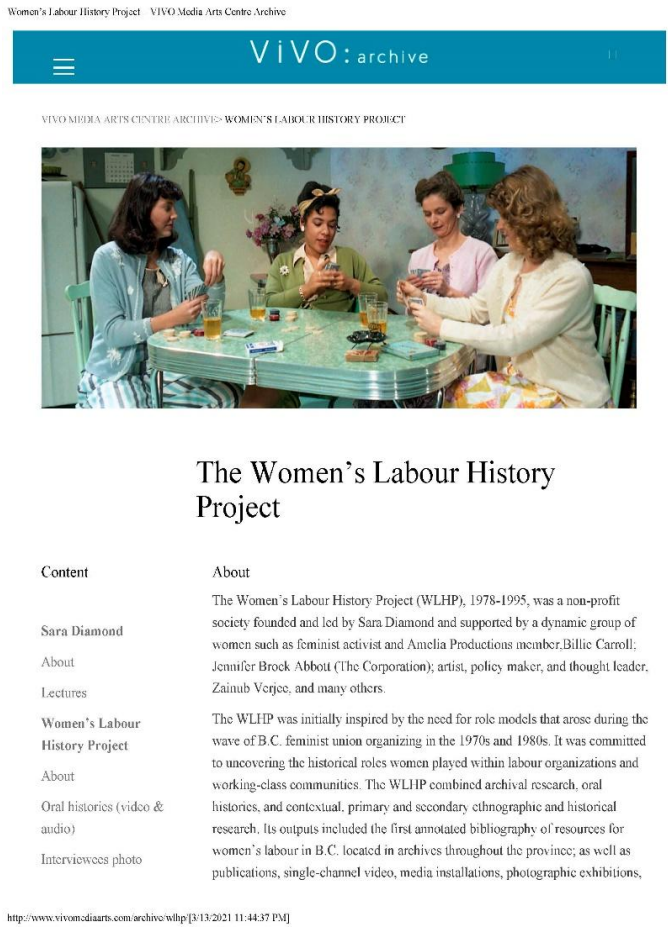 Women's Labour History Project – VIVO Media Arts Centre Archive
ViVO: archive
VIVO MEDIA ARTS CENTRE ARCHIVE> WOMEN'S LABOUR HISTORY PROJECT
The Women's Labour History
Project
Content
Sara Diamond
About
Lectures
Women's Labour
History Project
About
Oral histories (video &
audio)
Interviewees photo
About
The Women's Labour History Project (WLHP), 1978-1995, was a non-profit
society founded and led by Sara Diamond and supported by a dynamic group of
women such as feminist activist and Amelia Productions member,Billie Carroll;
Jennifer Brock Abbott (The Corporation); artist, policy maker, and thought leader,
Zainub Verjee, and many others.
The WLHP was initially inspired by the need for role models that arose during the
wave of B.C. feminist union organizing in the 1970s and 1980s. It was committed
to uncovering the historical roles women played within labour organizations and
working-class communities. The WLHP combined archival research, oral
histories, and contextual, primary and secondary ethnographic and historical
research. Its outputs included the first annotated bibliography of resources for
women's labour in B.C. located in archives throughout the province; as well as
publications, single-channel video, media installations, photographic exhibitions,
http://www.vivomediaarts.com/archive/wlhp/[3/13/2021 11:44:37 PM]